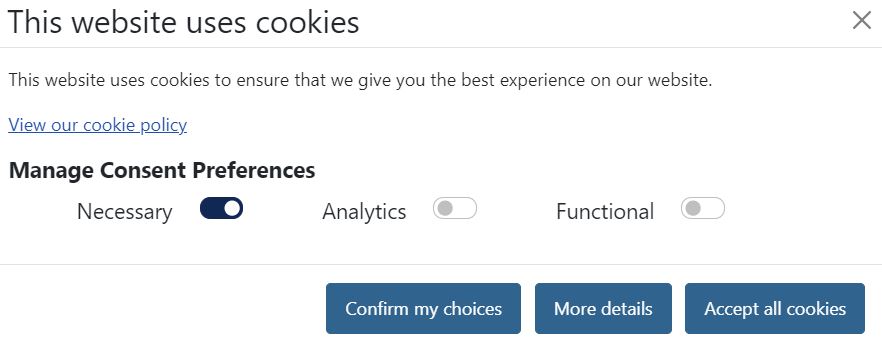 This website uses cookies
This website uses cookies to ensure that we give you the best experience on our website.
View our cookie policy
Manage Consent Preferences
Necessary Analytics Functional
Confirm my choices More details Accept all cookies